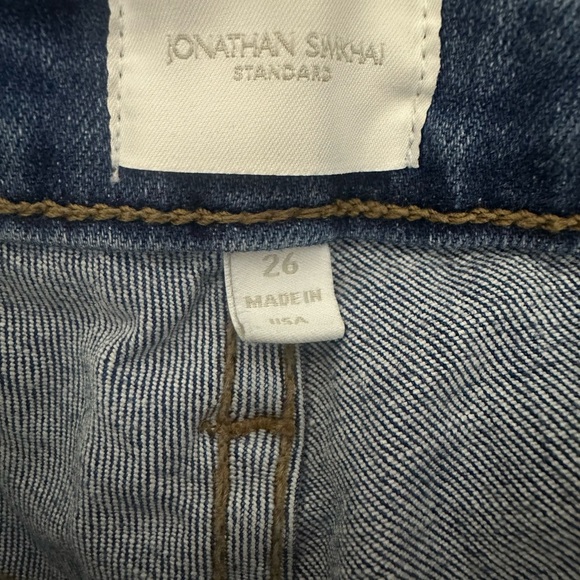 JONATHAN SIMKHAI
STANDARD
26
MADE IN
USA